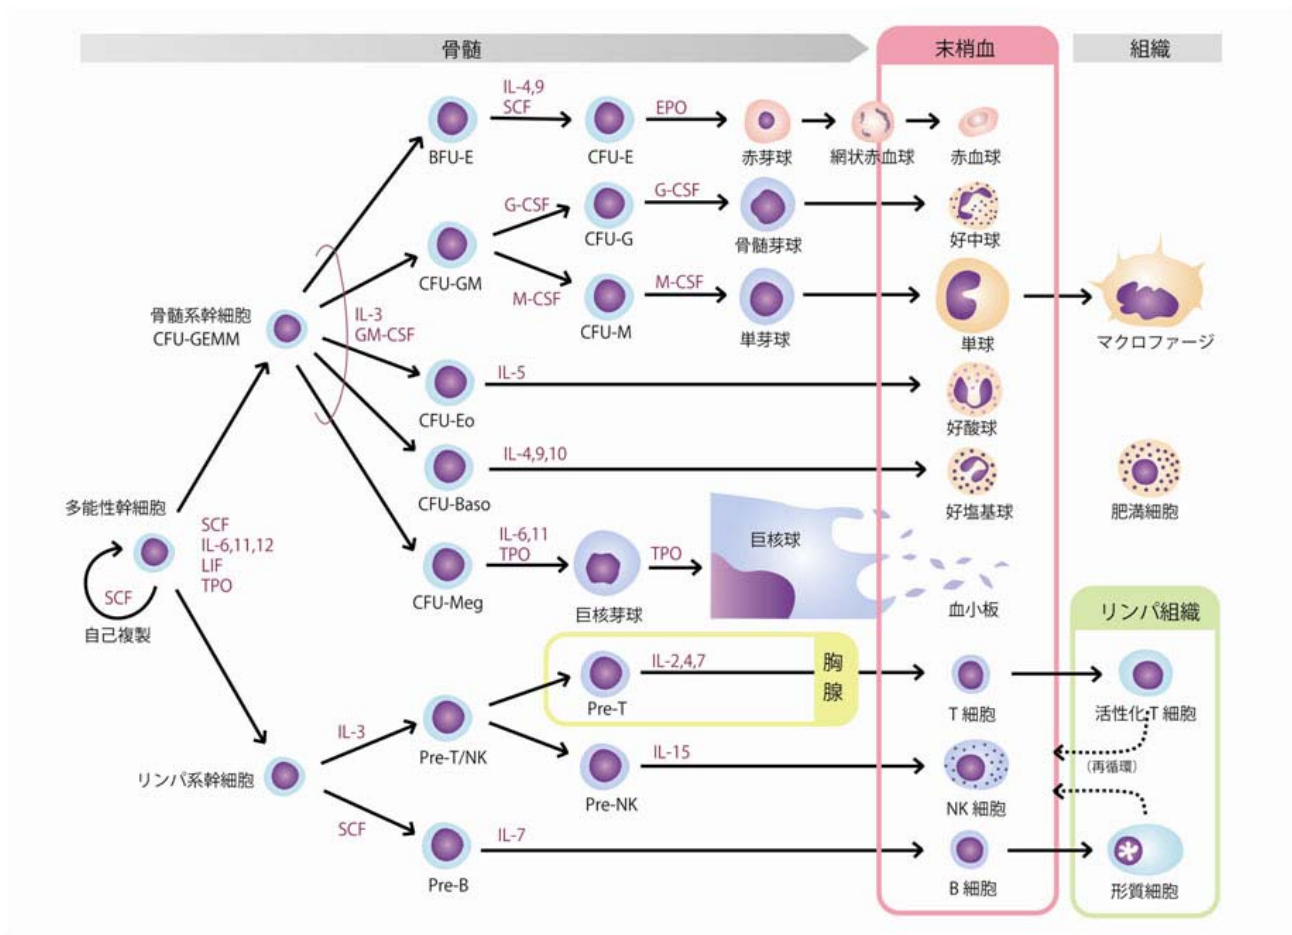 骨髄
末梢血
組織
IL-4,9
SCF
EPO
BFU-E
CFU-E
赤芽球
網状赤血球
赤血球
G-CSF
G-CSF
CFU-GM
CFU-G
骨髄芽球
好中球
M-CSF
M-CSF
CFU-M
単芽球
単球
マクロファージ
骨髄系幹細胞
CFU-GEMM
IL-3
GM-CSF
IL-5
CFU-Eo
好酸球
IL-4,9,10
CFU-Baso
好塩基球
肥満細胞
多能性幹細胞
SCF
IL-6,11,12
LIF
TPO
SCF
自己複製
IL-6,11
TPO
TPO
CFU-Meg
巨核芽球
巨核球
血小板
リンパ組織
IL-2,4,7
胸
腺
Pre-T
T 細胞
活性化 T 細胞
IL-3
Pre-T/NK
IL-15
Pre-NK
NK 細胞
(再循環)
リンパ系幹細胞
SCF
IL-7
Pre-B
B 細胞
形質細胞